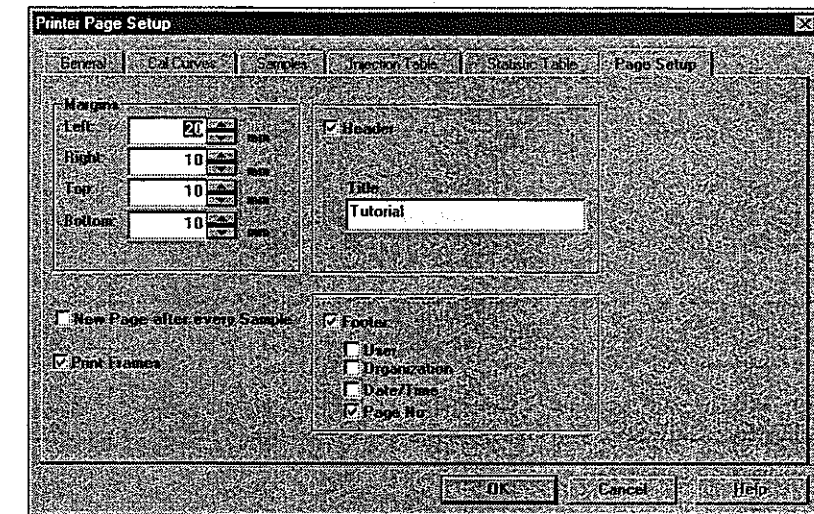 Printer Page Setup
General Cal Curves Samples Injection Table Statistic Table Page Setup
Margins
Left: 20 mm
Right: 10 mm
Top: 10 mm
Bottom: 10 mm
Header
Title
Tutorial
New Page after every Sample
Print Frames
Footer
User
Organization
Date/Time
Page No
OK Cancel Help